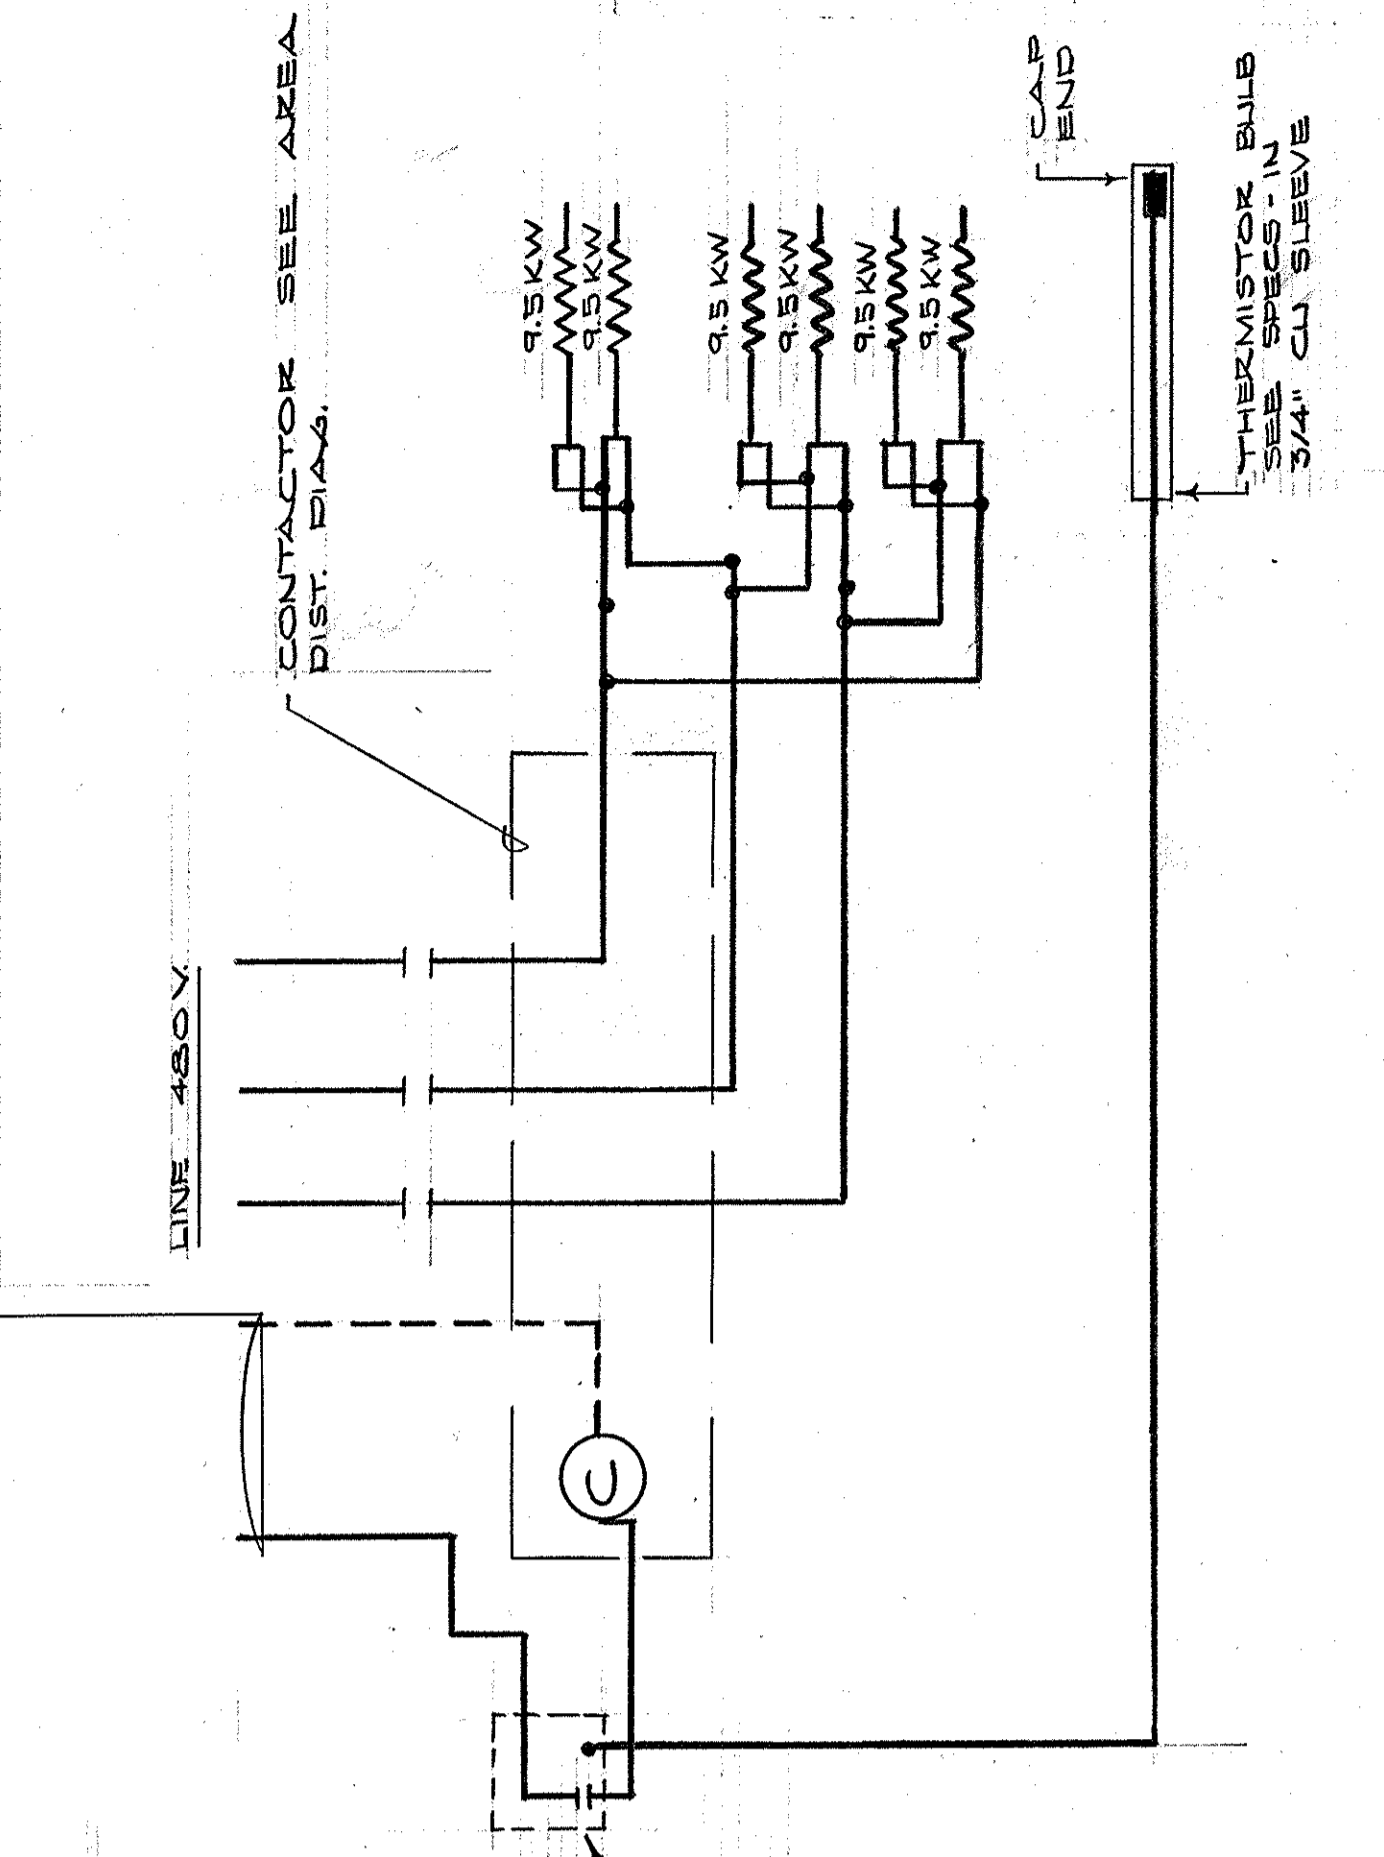 CONTACTOR SEE AREA
DIST. DIAG.
LINE 480V.
9.5 KW
9.5 KW
9.5 KW
9.5 KW
9.5 KW
9.5 KW
CAP
END
THERMISTOR BULB
SEE SPECS-IN
3/4" CU SLEEVE
C